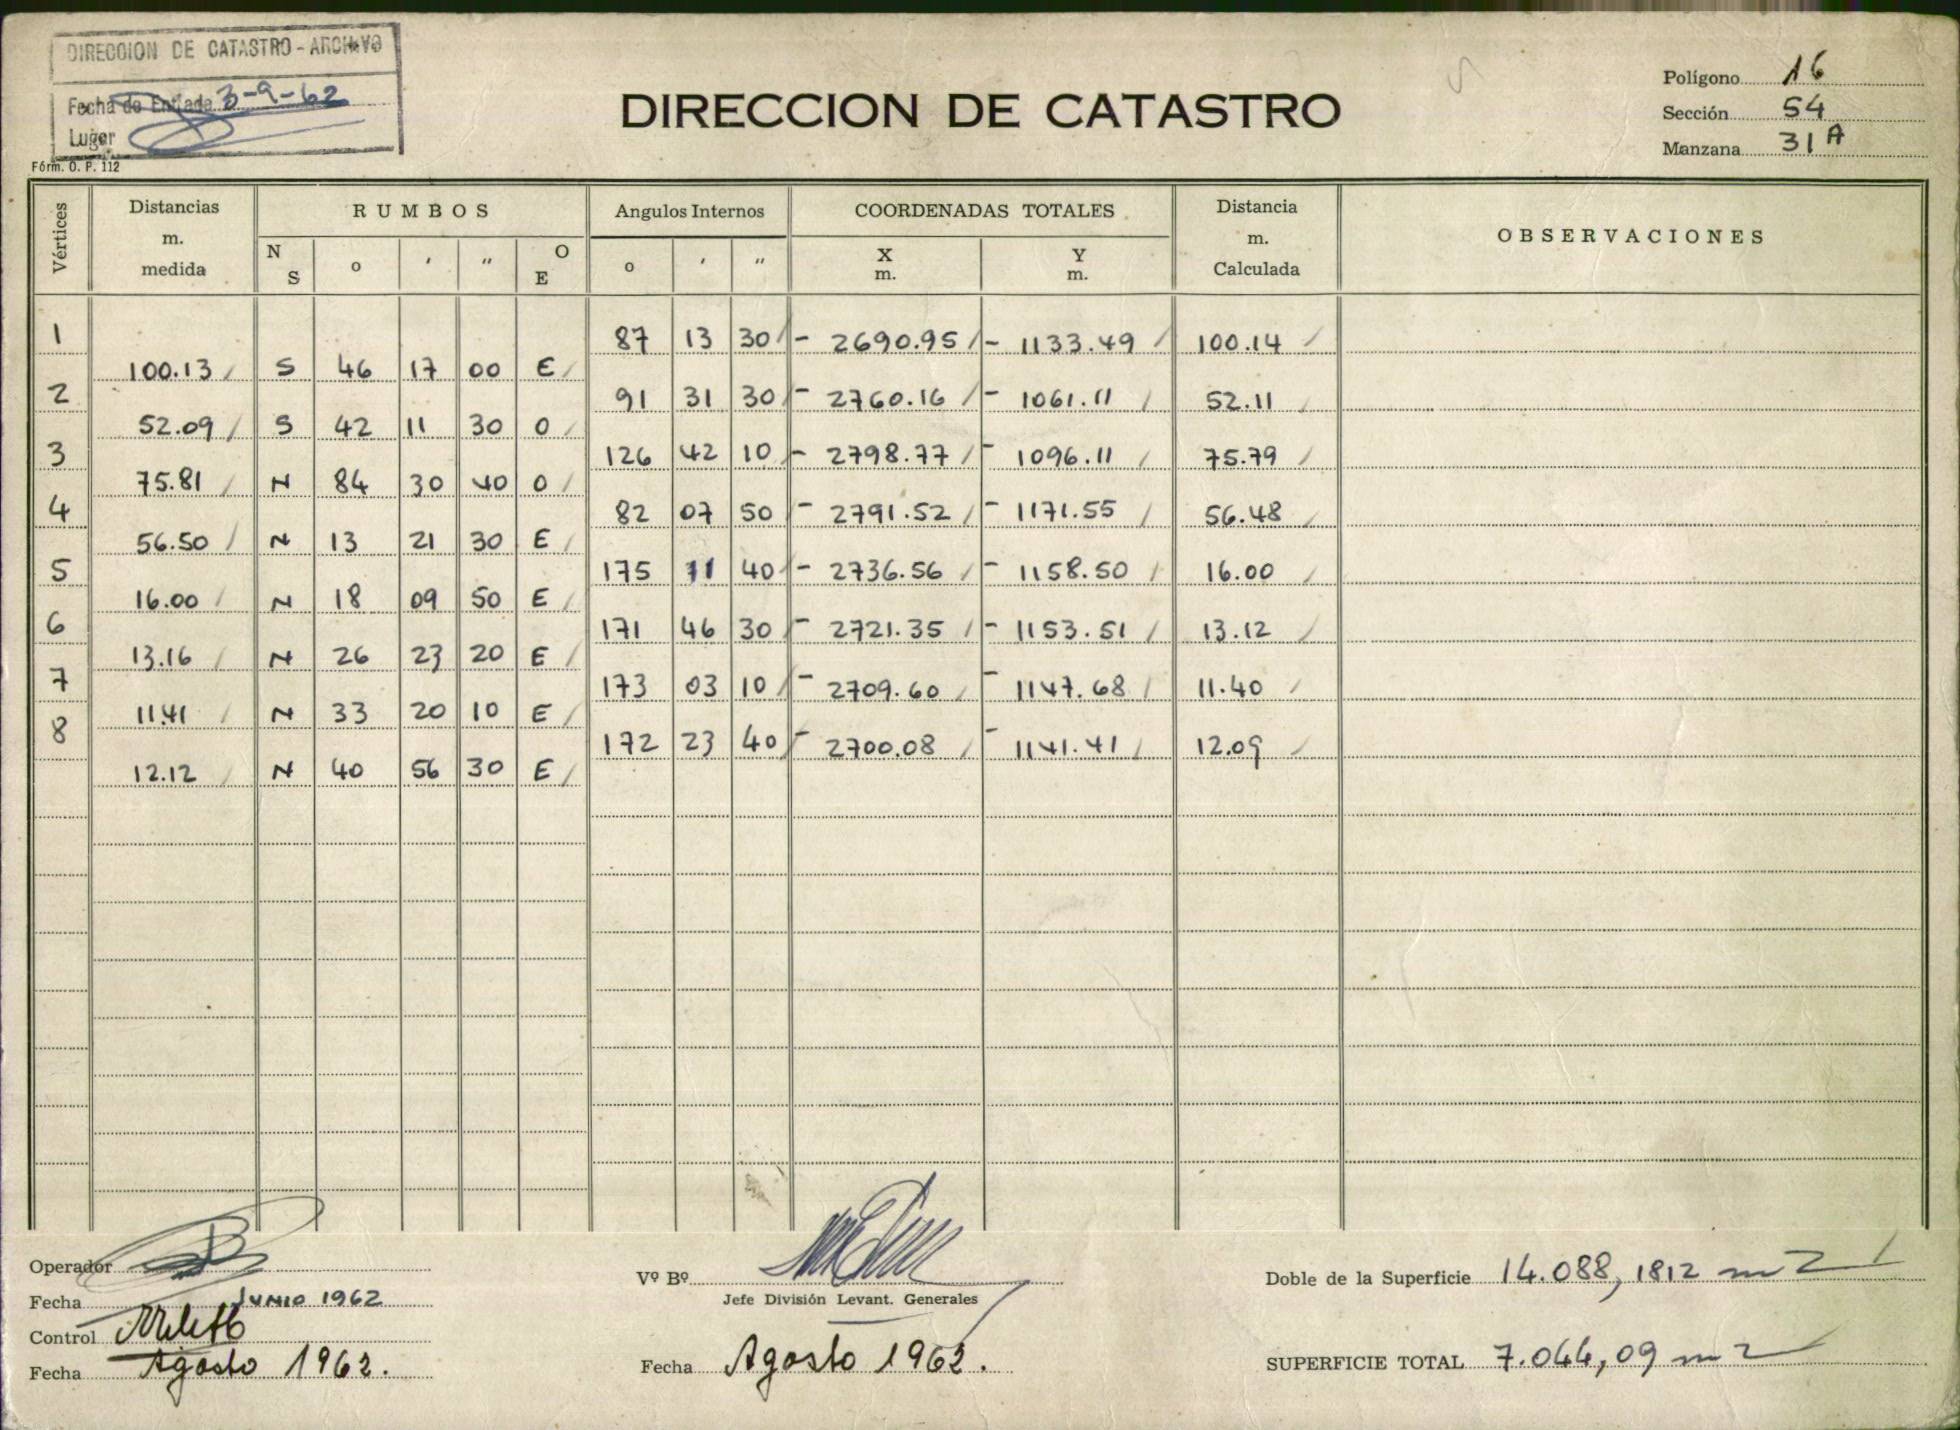 DIRECCION DE CATASTRO - ARCHIVO
Fecha de Entrada 3-9-62
Lugar
Fórm. O. P. 112
DIRECCION DE CATASTRO
Polígono 16
Sección 54
Manzana 31 A
Vértices Distancias m. medida RUMBOS Angulos Internos COORDENADAS TOTALES Distancia m. Calculada OBSERVACIONES
N S o ' " O E o ' " X m. Y m.
1 87 13 30 - 2690.95 - 1133.49 100.14
100.13 S 46 17 00 E
2 91 31 30 - 2760.16 - 1061.11 52.11
52.09 S 42 11 30 O
3 126 42 10 - 2798.77 - 1096.11 75.79
75.81 N 84 30 40 O
4 82 07 50 - 2791.52 - 1171.55 56.48
56.50 N 13 21 30 E
5 175 11 40 - 2736.56 - 1158.50 16.00
16.00 N 18 09 50 E
6 171 46 30 - 2721.35 - 1153.51 13.12
13.16 N 26 23 20 E
7 173 03 10 - 2709.60 - 1147.68 11.40
11.41 N 33 20 10 E
8 172 23 40 - 2700.08 - 1141.41 12.09
12.12 N 40 56 30 E
Operador
Fecha JUNIO 1962
Control
Fecha Agosto 1962.
Vº Bº
Jefe División Levant. Generales
Fecha Agosto 1962.
Doble de la Superficie 14.088,1812 m2
SUPERFICIE TOTAL 7.044,09 m2